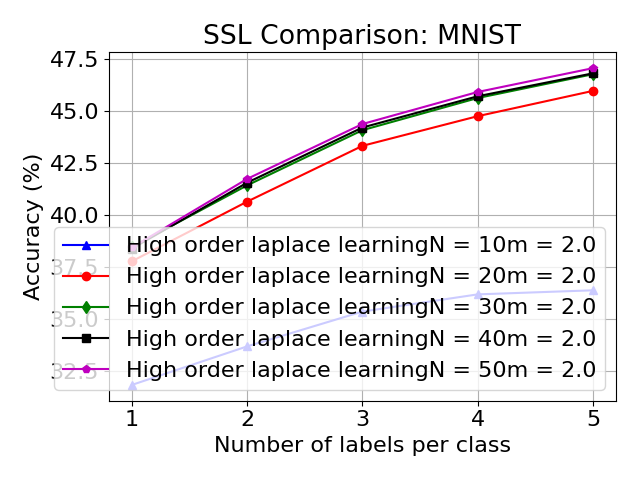 SSL Comparison: MNIST
47.5
45.0
42.5
40.0
37.5
35.0
32.5
Accuracy (%)
High order laplace learningN = 10m = 2.0
High order laplace learningN = 20m = 2.0
High order laplace learningN = 30m = 2.0
High order laplace learningN = 40m = 2.0
High order laplace learningN = 50m = 2.0
1 2 3 4 5
Number of labels per class